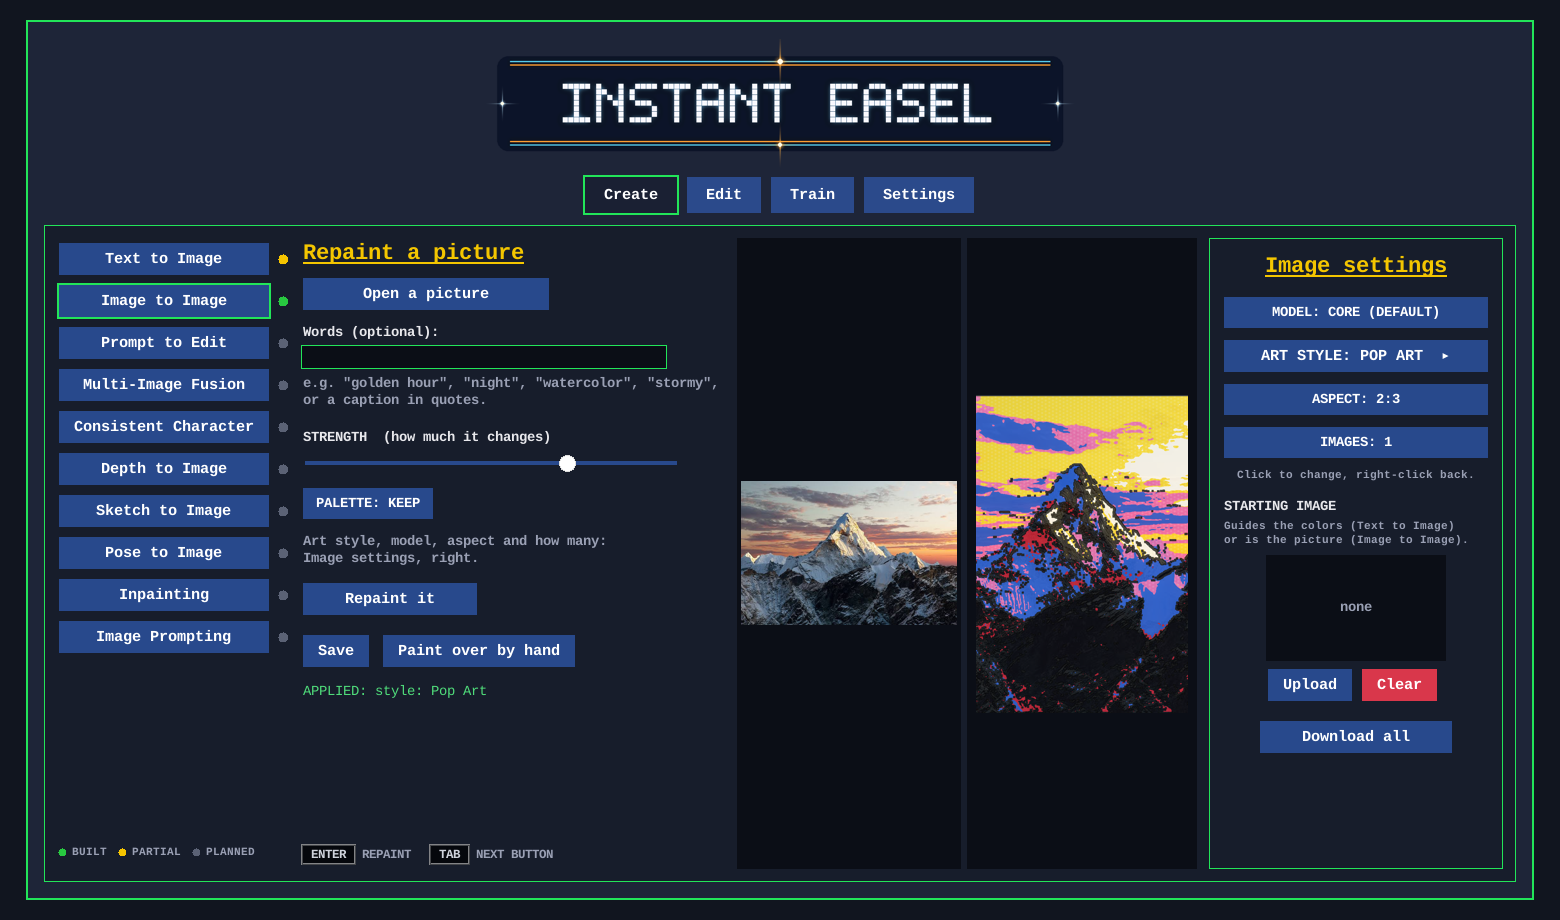 INSTANT EASEL
Create
Edit
Train
Settings
Text to Image
Image to Image
Prompt to Edit
Multi-Image Fusion
Consistent Character
Depth to Image
Sketch to Image
Pose to Image
Inpainting
Image Prompting
BUILT
PARTIAL
PLANNED
Repaint a picture
Open a picture
Words (optional):
e.g. "golden hour", "night", "watercolor", "stormy",
or a caption in quotes.
STRENGTH (how much it changes)
PALETTE: KEEP
Art style, model, aspect and how many:
Image settings, right.
Repaint it
Save
Paint over by hand
APPLIED: style: Pop Art
ENTER REPAINT
TAB NEXT BUTTON
Image settings
MODEL: CORE (DEFAULT)
ART STYLE: POP ART ▸
ASPECT: 2:3
IMAGES: 1
Click to change, right-click back.
STARTING IMAGE
Guides the colors (Text to Image)
or is the picture (Image to Image).
none
Upload
Clear
Download all